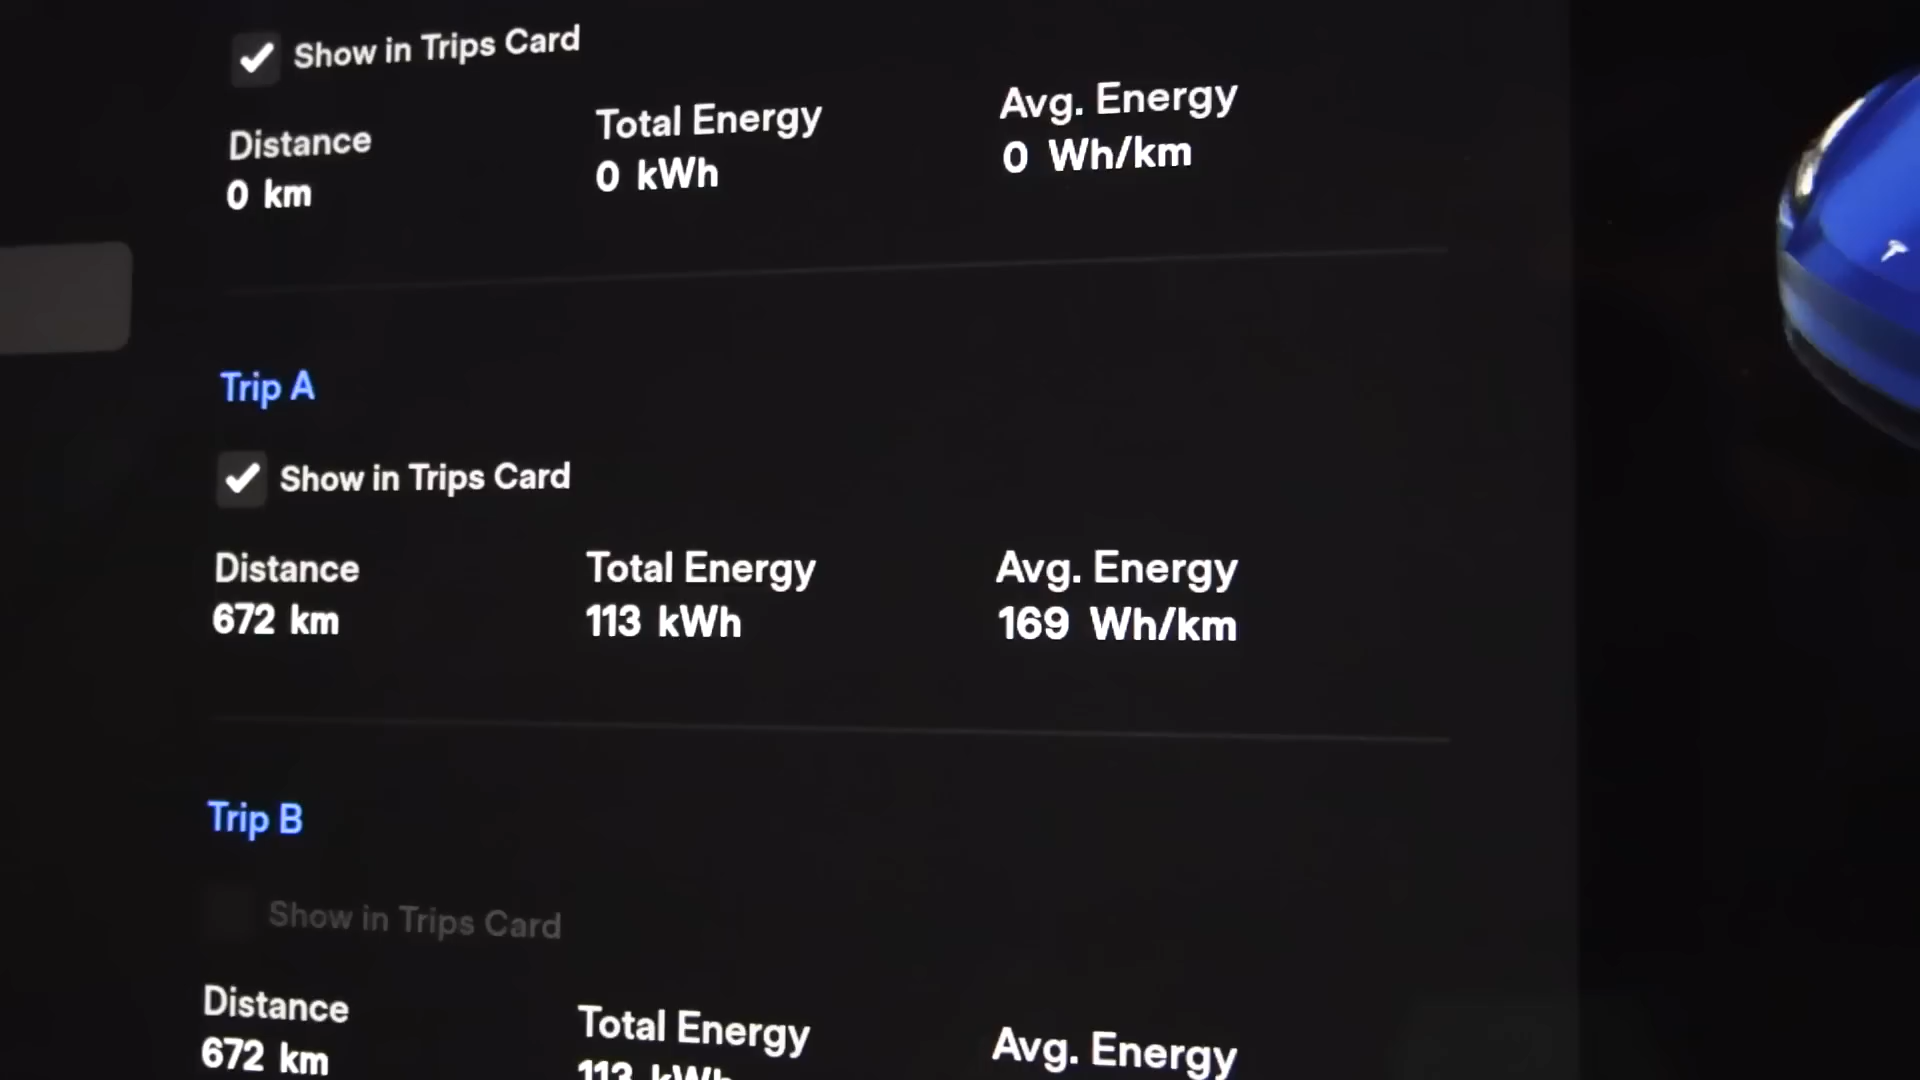 Show in Trips Card
Distance
0 km
Total Energy
0 kWh
Avg. Energy
0 Wh/km
Trip A
Show in Trips Card
Distance
672 km
Total Energy
113 kWh
Avg. Energy
169 Wh/km
Trip B
Show in Trips Card
Distance
672 km
Total Energy
113 kWh
Avg. Energy